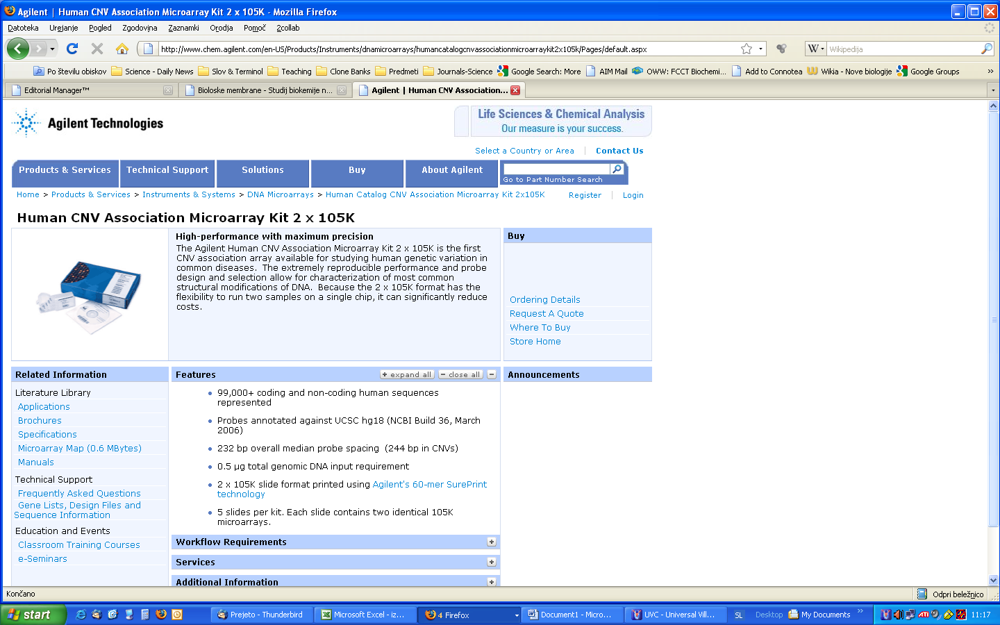 Agilent | Human CNV Association Microarray Kit 2 x 105K - Mozilla Firefox
Datoteka Urejanje Pogled Zgodovina Zaznamki Orodja Pomoč 2collab
http://www.chem.agilent.com/en-US/Products/Instruments/dnamicroarrays/humancatalogcnvassociationmicroarraykit2x105k/Pages/default.aspx
W Wikipedija
Po številu obiskov Science - Daily News Slov & Terminol Teaching Clone Banks Predmeti Journals-Science Google Search: More AIM Mail OWW: FCCT Biochemi... Add to Connotea Wikia - Nove biologije Google Groups »
Editorial Manager™ Bioloske membrane - Studij biokemije n... Agilent | Human CNV Association...
Agilent Technologies
Life Sciences & Chemical Analysis
Our measure is your success.
Select a Country or Area | Contact Us
Products & Services Technical Support Solutions Buy About Agilent
Go to Part Number Search
Home > Products & Services > Instruments & Systems > DNA Microarrays > Human Catalog CNV Association Microarray Kit 2x105K
Register | Login
Human CNV Association Microarray Kit 2 x 105K
High-performance with maximum precision
The Agilent Human CNV Association Microarray Kit 2 x 105K is the first
CNV association array available for studying human genetic variation in
common diseases. The extremely reproducible performance and probe
design and selection allow for characterization of most common
structural modifications of DNA. Because the 2 x 105K format has the
flexibility to run two samples on a single chip, it can significantly reduce
costs.
Buy
Ordering Details
Request A Quote
Where To Buy
Store Home
Related Information
Literature Library
Applications
Brochures
Specifications
Microarray Map (0.6 MBytes)
Manuals
Technical Support
Frequently Asked Questions
Gene Lists, Design Files and
Sequence Information
Education and Events
Classroom Training Courses
e-Seminars
Features + expand all − close all −
• 99,000+ coding and non-coding human sequences
represented
• Probes annotated against UCSC hg18 (NCBI Build 36, March
2006)
• 232 bp overall median probe spacing (244 bp in CNVs)
• 0.5 µg total genomic DNA input requirement
• 2 x 105K slide format printed using Agilent's 60-mer SurePrint
technology
• 5 slides per kit. Each slide contains two identical 105K
microarrays.
Workflow Requirements +
Services +
Additional Information +
Announcements
Končano
Odpri beležnico
start Prejeto - Thunderbird Microsoft Excel - iz... 4 Firefox Document1 - Micro... UVC - Universal Vill... SL Desktop My Documents » 11:17